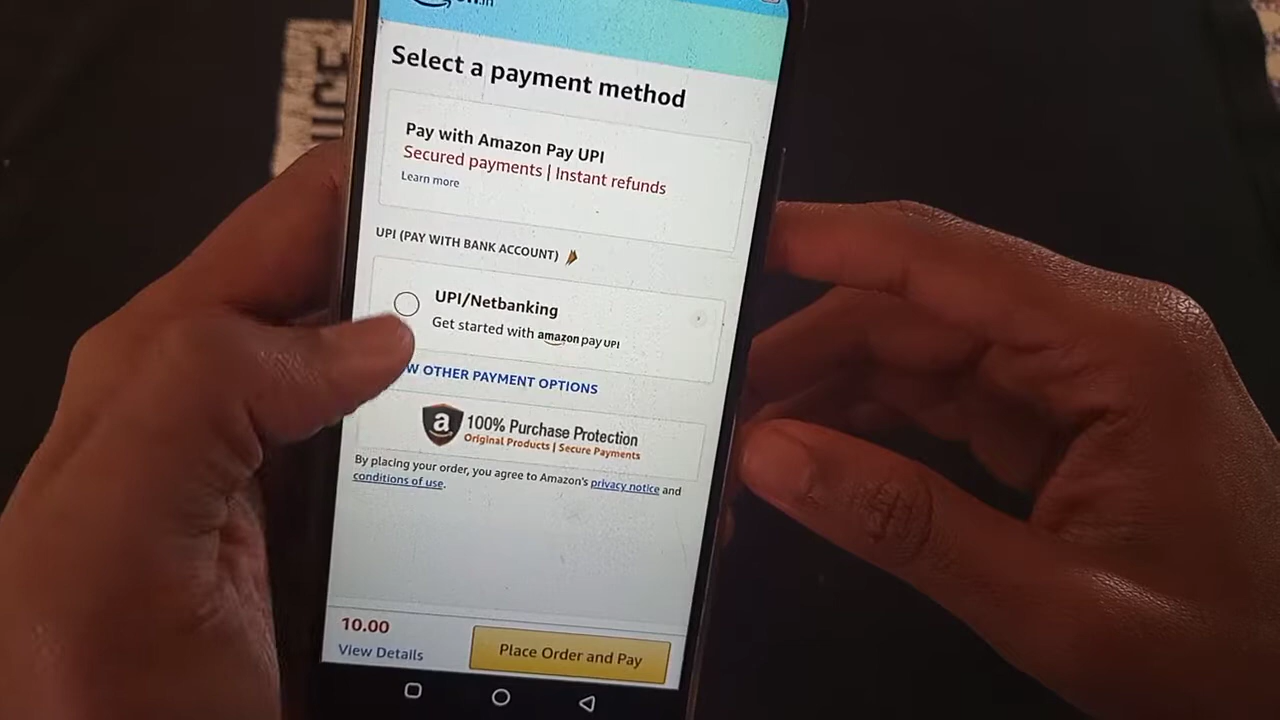 Select a payment method
Pay with Amazon Pay UPI
Secured payments | Instant refunds
Learn more
UPI (PAY WITH BANK ACCOUNT)
UPI/Netbanking
Get started with amazon pay UPI
OTHER PAYMENT OPTIONS
a 100% Purchase Protection
Original Products | Secure Payments
By placing your order, you agree to Amazon's privacy notice and
conditions of use.
10.00
View Details
Place Order and Pay